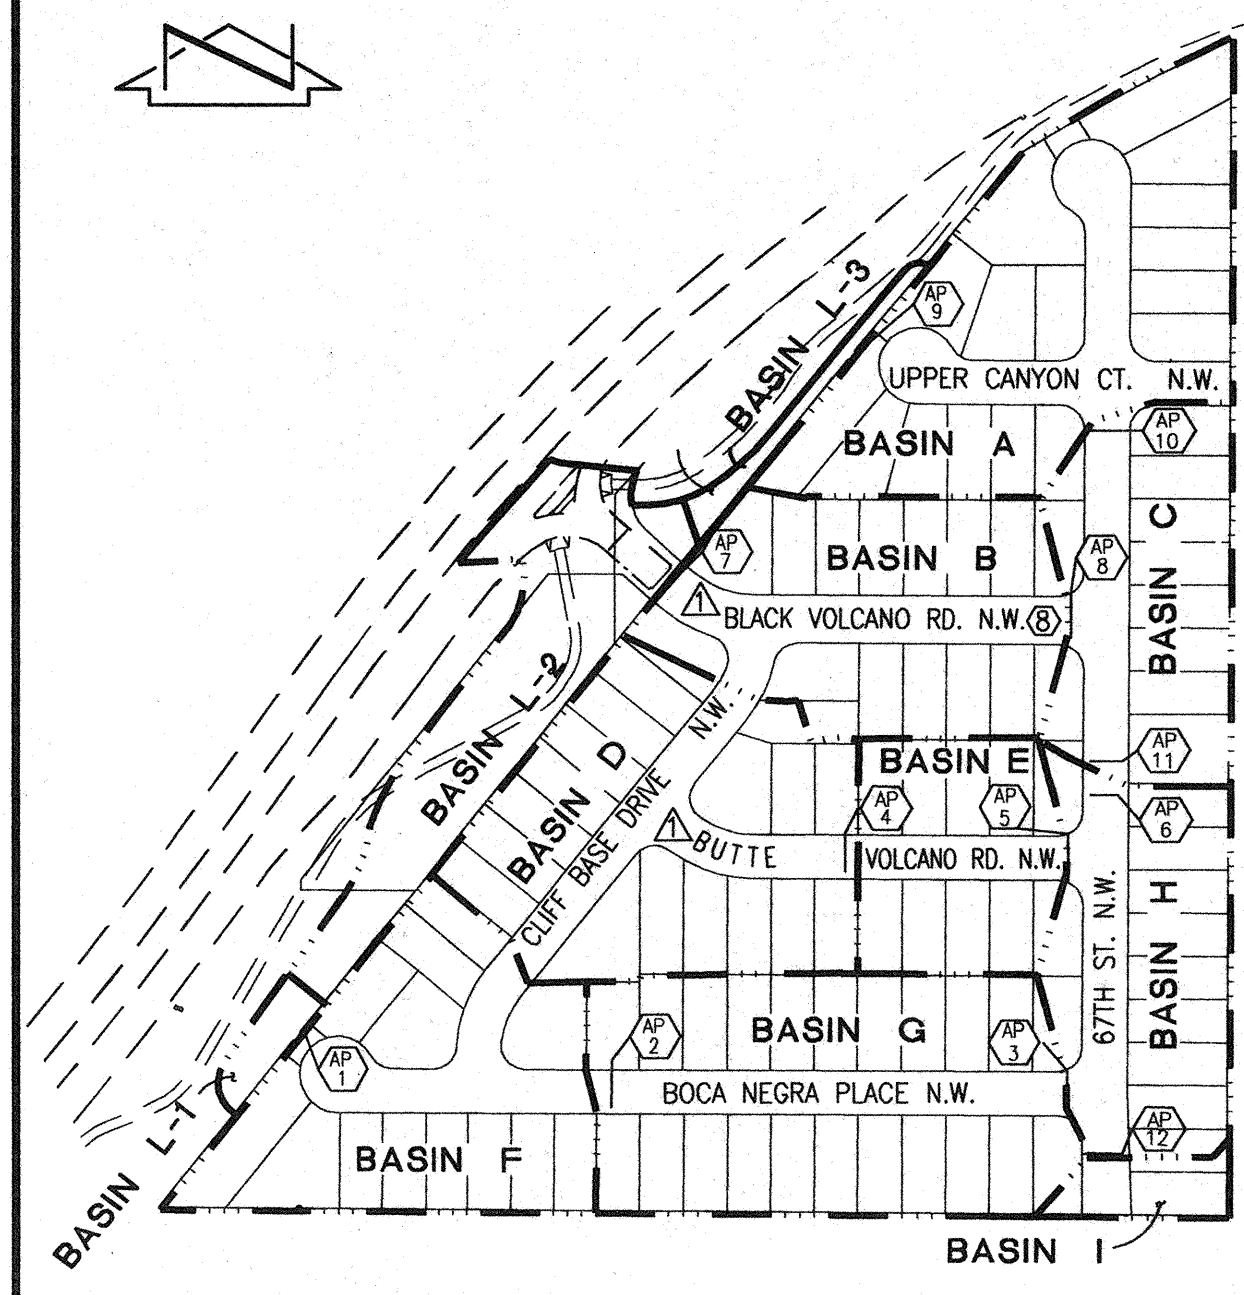 BASIN L-3
AP
9
UPPER CANYON CT. N.W.
AP
10
BASIN A
BASIN C
AP
7
BASIN B
AP
8
1
BLACK VOLCANO RD. N.W.
8
BASIN L-2
BASIN D
N.W.
CLIFF BASE DRIVE
AP
11
BASIN E
AP
4
AP
5
AP
6
1
BUTTE
VOLCANO RD. N.W.
67TH ST. N.W.
BASIN H
AP
2
BASIN G
AP
3
AP
1
BOCA NEGRA PLACE N.W.
BASIN L-1
AP
12
BASIN F
BASIN I